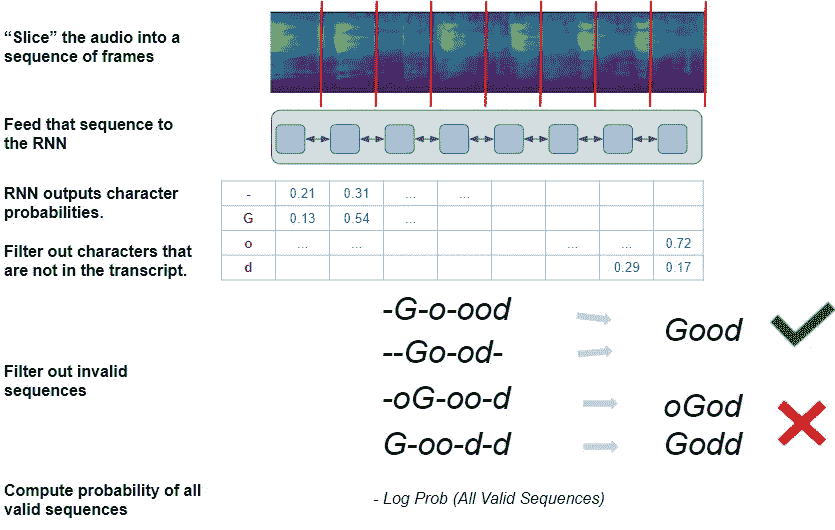 “Slice” the audio into a
sequence of frames
Feed that sequence to
the RNN
RNN outputs character
probabilities.
- 0.21 0.31 ... ...
G 0.13 0.54 ...
Filter out characters that
are not in the transcript.
o ... ... ... ... 0.72
d 0.29 0.17
-G-o-ood
Good
--Go-od-
Filter out invalid
sequences
-oG-oo-d
oGod
G-oo-d-d
Godd
Compute probability of all
valid sequences
- Log Prob (All Valid Sequences)